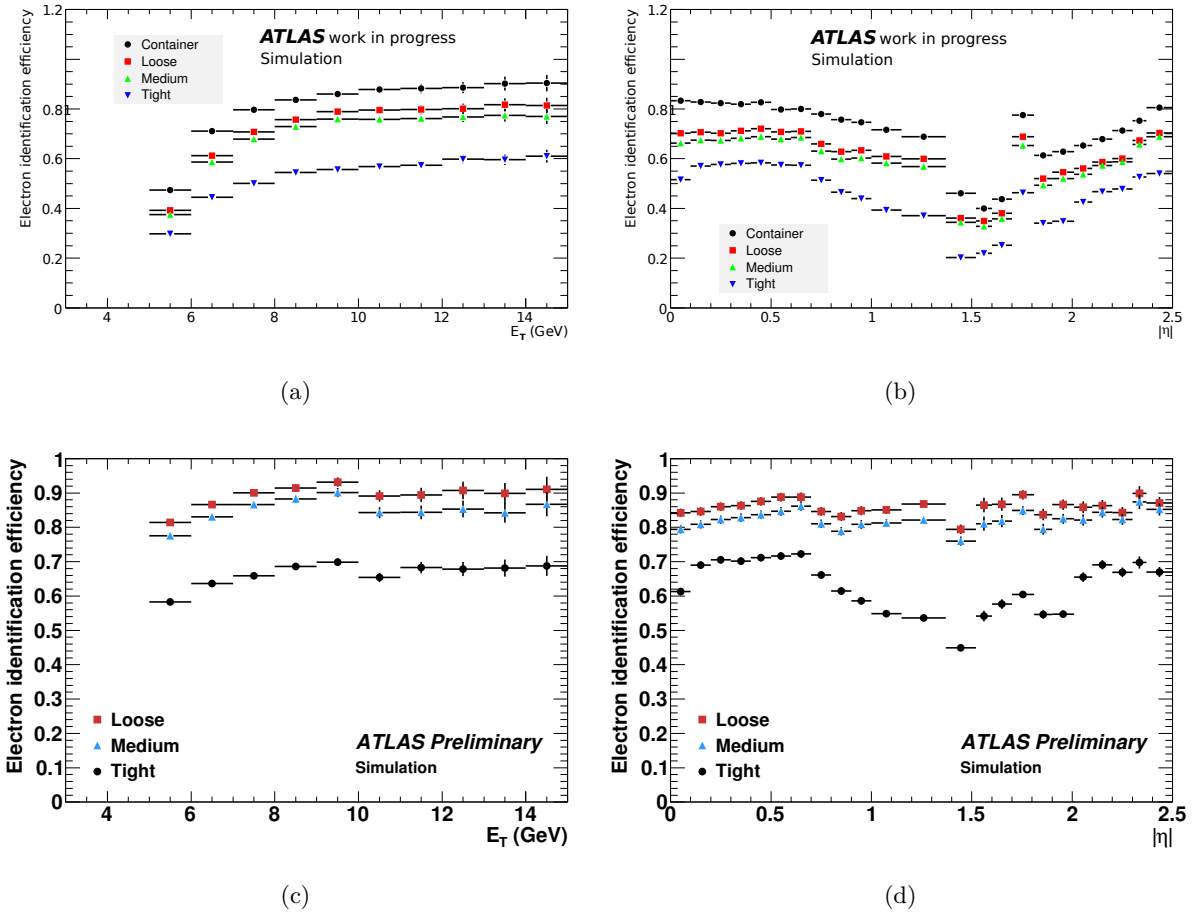 Electron identification efficiency
1.2
1
0.8
0.6
0.4
0.2
0
ATLAS work in progress
Simulation
Container
Loose
Medium
Tight
4 6 8 10 12 14
E_T (GeV)
(a)
Electron identification efficiency
1.2
1
0.8
0.6
0.4
0.2
0
ATLAS work in progress
Simulation
Container
Loose
Medium
Tight
0 0.5 1 1.5 2 2.5
|η|
(b)
Electron identification efficiency
1
0.9
0.8
0.7
0.6
0.5
0.4
0.3
0.2
0.1
0
Loose
Medium
Tight
ATLAS Preliminary
Simulation
4 6 8 10 12 14
E_T (GeV)
(c)
Electron identification efficiency
1
0.9
0.8
0.7
0.6
0.5
0.4
0.3
0.2
0.1
0
Loose
Medium
Tight
ATLAS Preliminary
Simulation
0 0.5 1 1.5 2 2.5
|η|
(d)